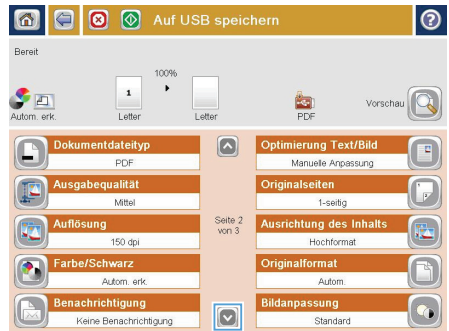 Auf USB speichern
?
Bereit
100%
1
Autom. erk.
Letter
Letter
PDF
Vorschau
Dokumentdateityp
PDF
Ausgabequalität
Mittel
Auflösung
150 dpi
Farbe/Schwarz
Autom. erk.
Benachrichtigung
Keine Benachrichtigung
Seite 2
von 3
Optimierung Text/Bild
Manuelle Anpassung
Originalseiten
1-seitig
Ausrichtung des Inhalts
Hochformat
Originalformat
Autom.
Bildanpassung
Standard